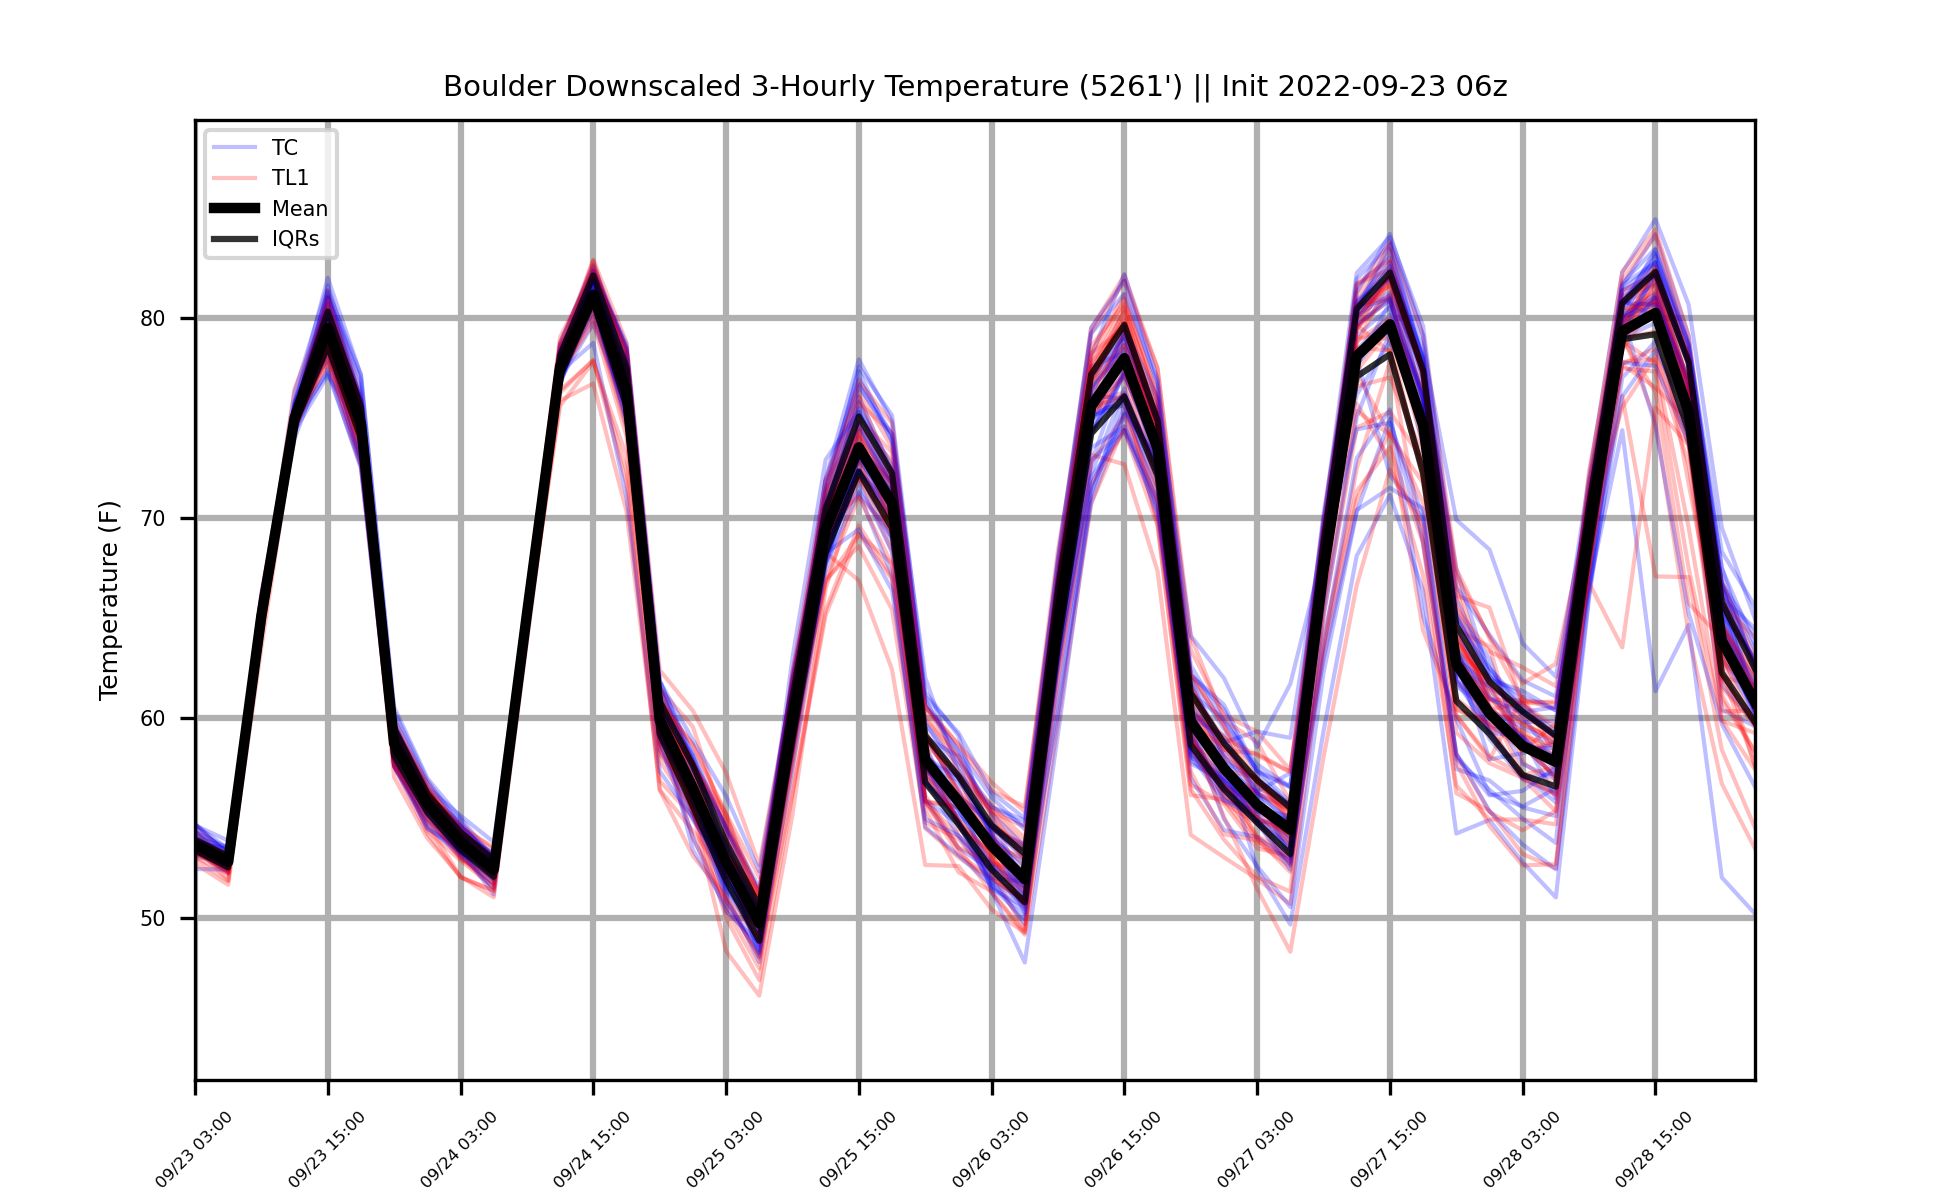 Boulder Downscaled 3-Hourly Temperature (5261') || Init 2022-09-23 06z
TC
TL1
Mean
IQRs
Temperature (F)
80
70
60
50
09/23 03:00
09/23 15:00
09/24 03:00
09/24 15:00
09/25 03:00
09/25 15:00
09/26 03:00
09/26 15:00
09/27 03:00
09/27 15:00
09/28 03:00
09/28 15:00